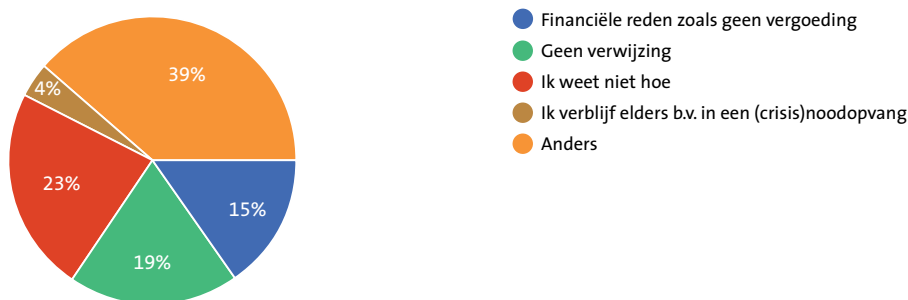 39%
4%
23%
15%
19%
Financiële reden zoals geen vergoeding
Geen verwijzing
Ik weet niet hoe
Ik verblijf elders b.v. in een (crisis)noodopvang
Anders